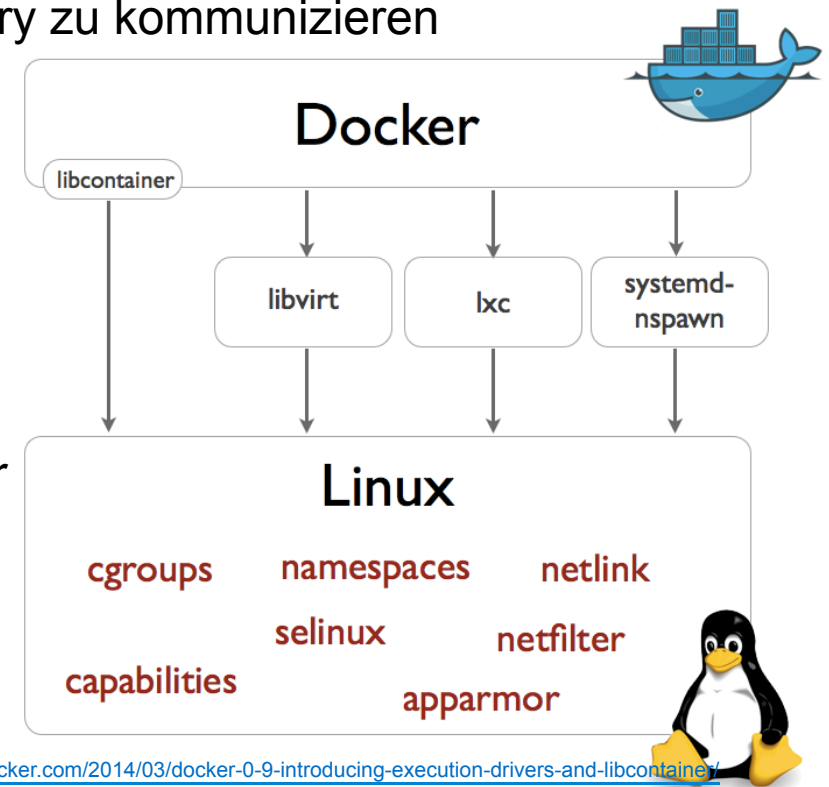 ry zu kommunizieren
Docker
libcontainer
libvirt
lxc
systemd-
nspawn
r
Linux
cgroups namespaces netlink
selinux netfilter
capabilities apparmor
cker.com/2014/03/docker-0-9-introducing-execution-drivers-and-libcontainer/